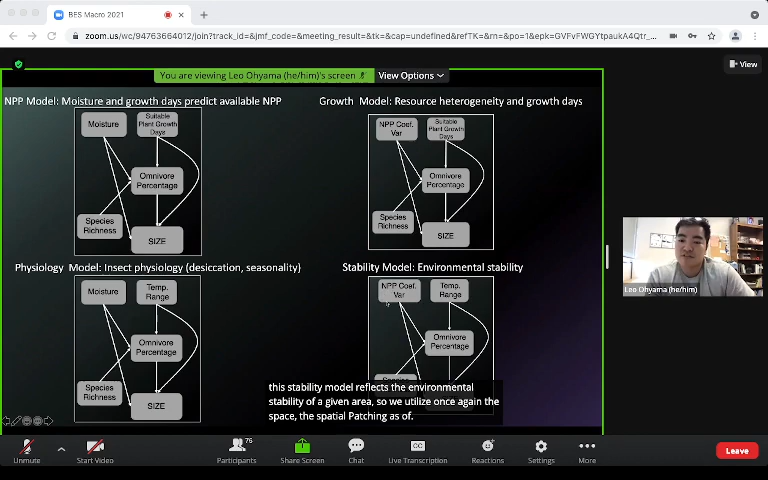 BES Macro 2021
zoom.us/wc/94763664012/join?track_id=&jmf_code=&meeting_result=&tk=&cap=undefined&refTK=&rn=&po=1&epk=GVFvFWGYtpaukA4Qtr_...
View
You are viewing Leo Ohyama (he/him)'s screen
View Options
NPP Model: Moisture and growth days predict available NPP
Moisture
Suitable
Plant Growth
Days
Omnivore
Percentage
Species
Richness
SIZE
Growth Model: Resource heterogeneity and growth days
NPP Coef.
Var
Suitable
Plant Growth
Days
Omnivore
Percentage
Species
Richness
SIZE
Physiology Model: Insect physiology (desiccation, seasonality)
Moisture
Temp.
Range
Omnivore
Percentage
Species
Richness
SIZE
Stability Model: Environmental stability
NPP Coef.
Var
Temp.
Range
Omnivore
Percentage
this stability model reflects the environmental
stability of a given area, so we utilize once again the
space, the spatial Patching as of.
Leo Ohyama (he/him)
Unmute
Start Video
75
Participants
Share Screen
Chat
CC
Live Transcription
Reactions
Settings
More
Leave